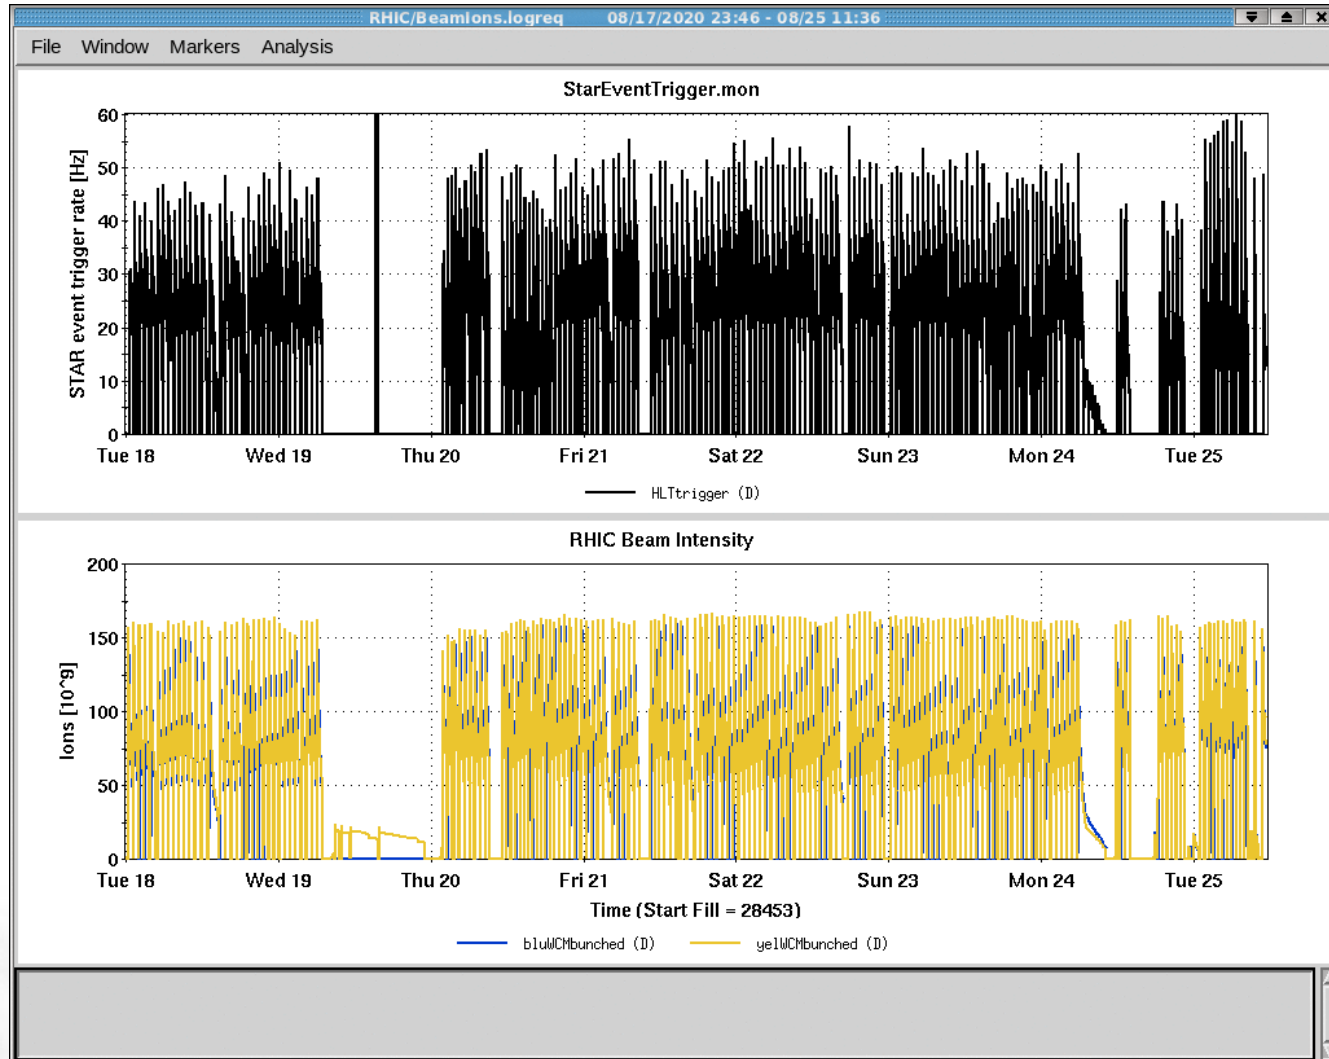 RHIC/BeamIons.logreq 08/17/2020 23:46 - 08/25 11:36
File Window Markers Analysis
StarEventTrigger.mon
STAR event trigger rate [Hz]
60
50
40
30
20
10
0
Tue 18 Wed 19 Thu 20 Fri 21 Sat 22 Sun 23 Mon 24 Tue 25
HLTtrigger (D)
RHIC Beam Intensity
Ions [10^9]
200
150
100
50
0
Tue 18 Wed 19 Thu 20 Fri 21 Sat 22 Sun 23 Mon 24 Tue 25
Time (Start Fill = 28453)
bluWCMbunched (D) yelWCMbunched (D)